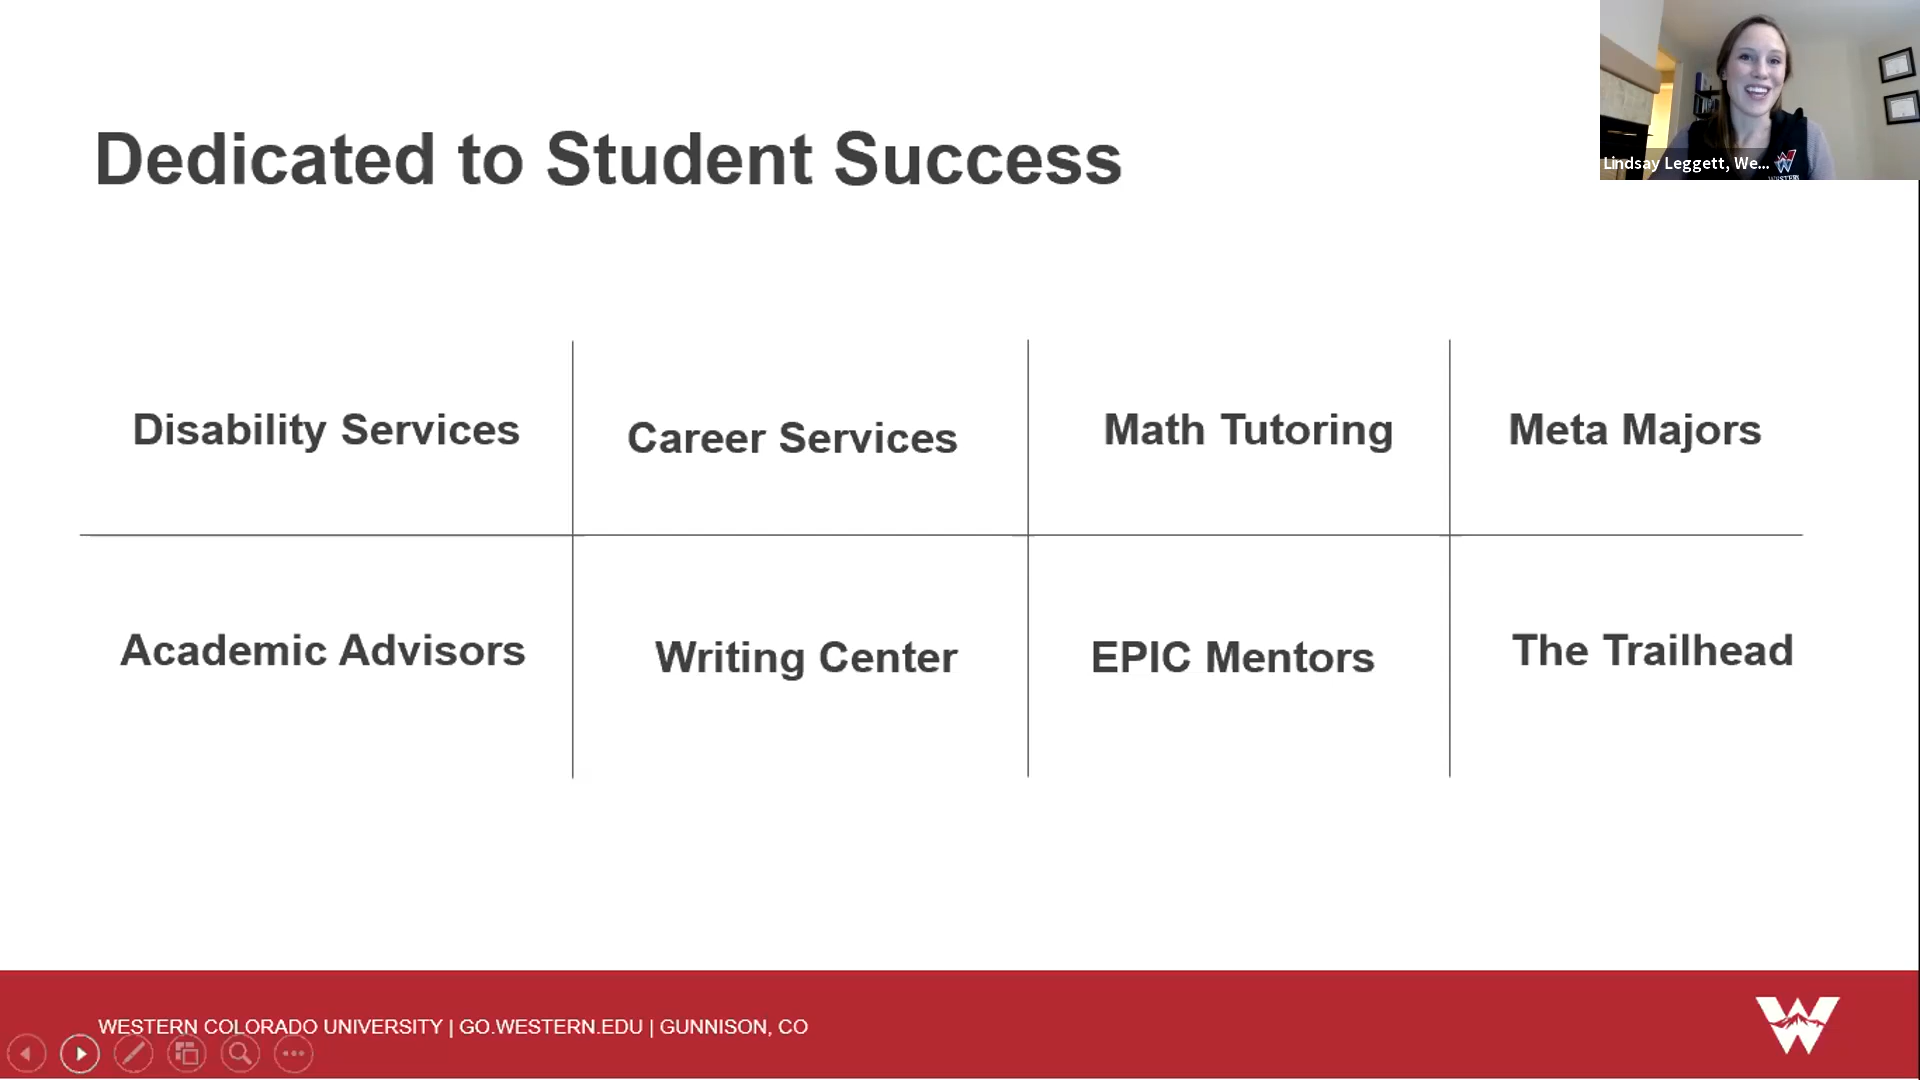 Dedicated to Student Success
Lindsay Leggett, We...
WESTERN
Disability Services
Career Services
Math Tutoring
Meta Majors
Academic Advisors
Writing Center
EPIC Mentors
The Trailhead
WESTERN COLORADO UNIVERSITY | GO.WESTERN.EDU | GUNNISON, CO